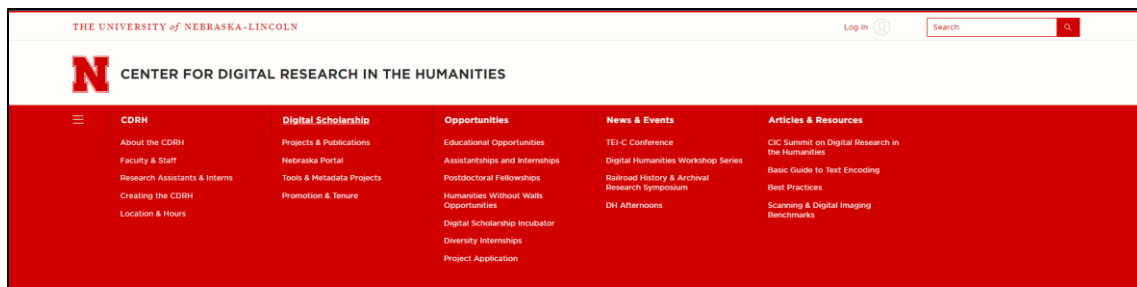 THE UNIVERSITY of NEBRASKA–LINCOLN
Log In
Search
N
CENTER FOR DIGITAL RESEARCH IN THE HUMANITIES
CDRH
About the CDRH
Faculty & Staff
Research Assistants & Interns
Creating the CDRH
Location & Hours
Digital Scholarship
Projects & Publications
Nebraska Portal
Tools & Metadata Projects
Promotion & Tenure
Opportunities
Educational Opportunities
Assistantships and Internships
Postdoctoral Fellowships
Humanities Without Walls
Opportunities
Digital Scholarship Incubator
Diversity Internships
Project Application
News & Events
TEI-C Conference
Digital Humanities Workshop Series
Railroad History & Archival
Research Symposium
DH Afternoons
Articles & Resources
CIC Summit on Digital Research in
the Humanities
Basic Guide to Text Encoding
Best Practices
Scanning & Digital Imaging
Benchmarks